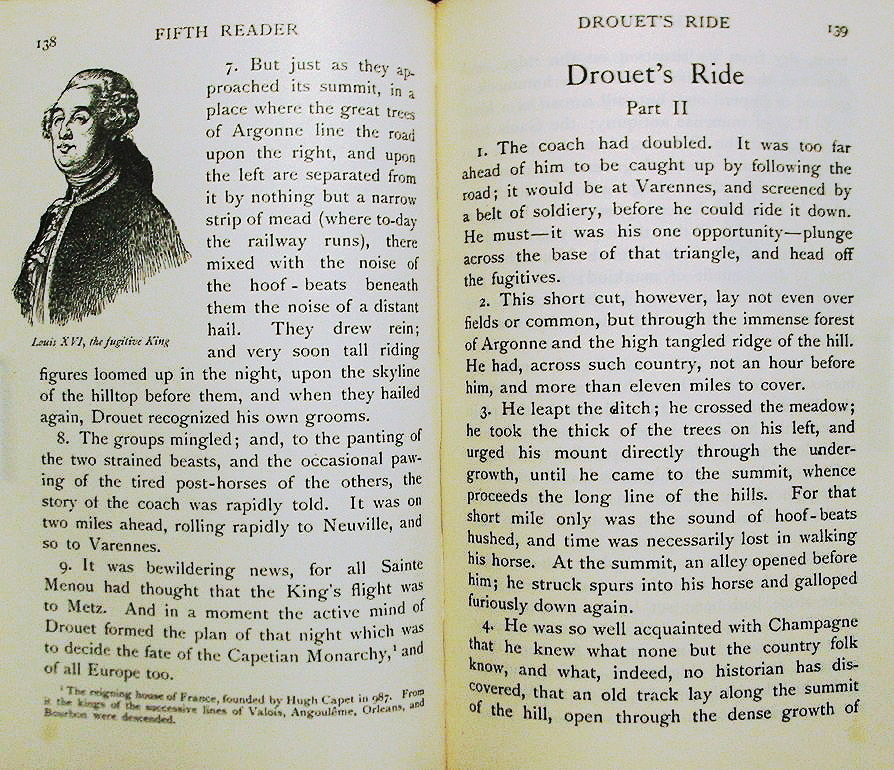 138
FIFTH READER
7. But just as they ap-
proached its summit, in a
place where the great trees
of Argonne line the road
upon the right, and upon
the left are separated from
it by nothing but a narrow
strip of mead (where to-day
the railway runs), there
mixed with the noise of
the hoof-beats beneath
them the noise of a distant
hail. They drew rein;
and very soon tall riding
Louis XVI, the fugitive King
figures loomed up in the night, upon the skyline
of the hilltop before them, and when they hailed
again, Drouet recognized his own grooms.
8. The groups mingled; and, to the panting of
the two strained beasts, and the occasional paw-
ing of the tired post-horses of the others, the
story of the coach was rapidly told. It was on
two miles ahead, rolling rapidly to Neuville, and
so to Varennes.
9. It was bewildering news, for all Sainte
Menou had thought that the King's flight was
to Metz. And in a moment the active mind of
Drouet formed the plan of that night which was
to decide the fate of the Capetian Monarchy,¹ and
of all Europe too.
¹ The reigning house of France, founded by Hugh Capet in 987. From
it the kings of the successive lines of Valois, Angoulême, Orleans, and
Bourbon were descended.
DROUET'S RIDE
139
Drouet's Ride
Part II
1. The coach had doubled. It was too far
ahead of him to be caught up by following the
road; it would be at Varennes, and screened by
a belt of soldiery, before he could ride it down.
He must—it was his one opportunity—plunge
across the base of that triangle, and head off
the fugitives.
2. This short cut, however, lay not even over
fields or common, but through the immense forest
of Argonne and the high tangled ridge of the hill.
He had, across such country, not an hour before
him, and more than eleven miles to cover.
3. He leapt the ditch; he crossed the meadow;
he took the thick of the trees on his left, and
urged his mount directly through the under-
growth, until he came to the summit, whence
proceeds the long line of the hills. For that
short mile only was the sound of hoof-beats
hushed, and time was necessarily lost in walking
his horse. At the summit, an alley opened before
him; he struck spurs into his horse and galloped
furiously down again.
4. He was so well acquainted with Champagne
that he knew what none but the country folk
know, and what, indeed, no historian has dis-
covered, that an old track lay along the summit
of the hill, open through the dense growth of